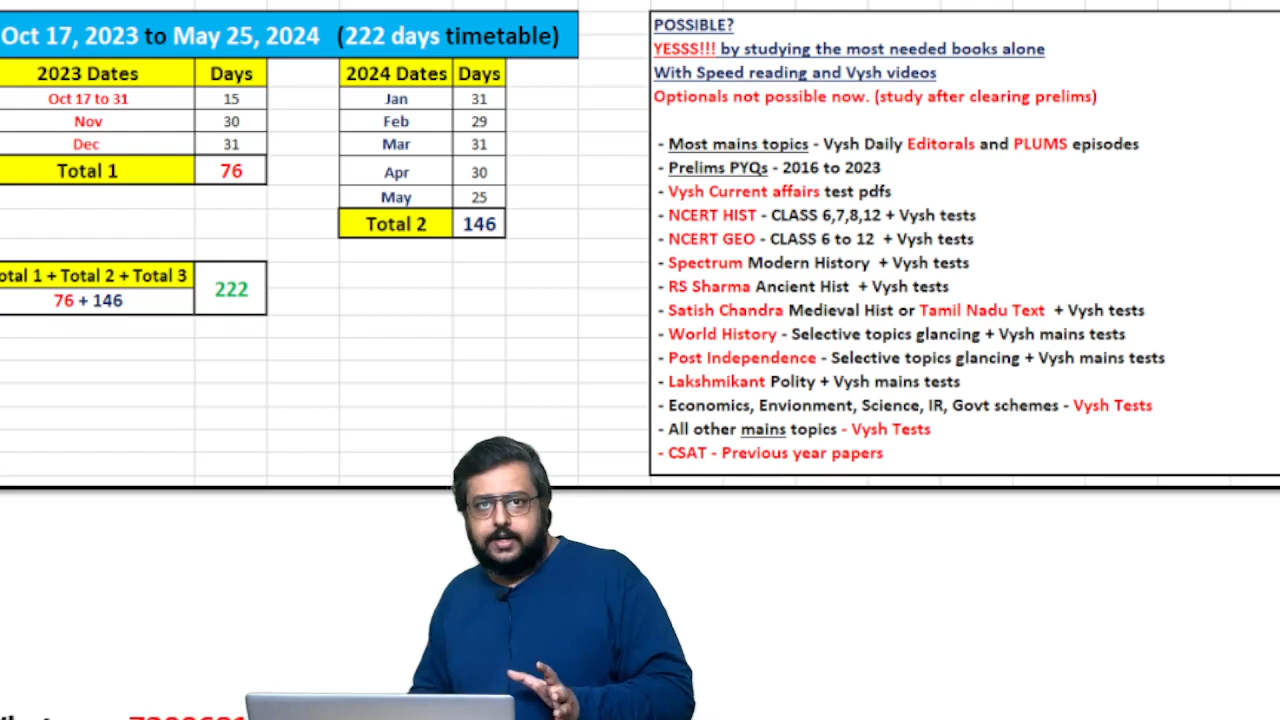 Oct 17, 2023 to May 25, 2024 (222 days timetable)
2023 Dates Days
Oct 17 to 31 15
Nov 30
Dec 31
Total 1 76
2024 Dates Days
Jan 31
Feb 29
Mar 31
Apr 30
May 25
Total 2 146
1 + Total 2 + Total 3
76 + 146
222
POSSIBLE?
YESSS!!! by studying the most needed books alone
With Speed reading and Vysh videos
Optionals not possible now. (study after clearing prelims)
- Most mains topics - Vysh Daily Editorals and PLUMS episodes
- Prelims PYQs - 2016 to 2023
- Vysh Current affairs test pdfs
- NCERT HIST - CLASS 6,7,8,12 + Vysh tests
- NCERT GEO - CLASS 6 to 12 + Vysh tests
- Spectrum Modern History + Vysh tests
- RS Sharma Ancient Hist + Vysh tests
- Satish Chandra Medieval Hist or Tamil Nadu Text + Vysh tests
- World History - Selective topics glancing + Vysh mains tests
- Post Independence - Selective topics glancing + Vysh mains tests
- Lakshmikant Polity + Vysh mains tests
- Economics, Envionment, Science, IR, Govt schemes - Vysh Tests
- All other mains topics - Vysh Tests
- CSAT - Previous year papers